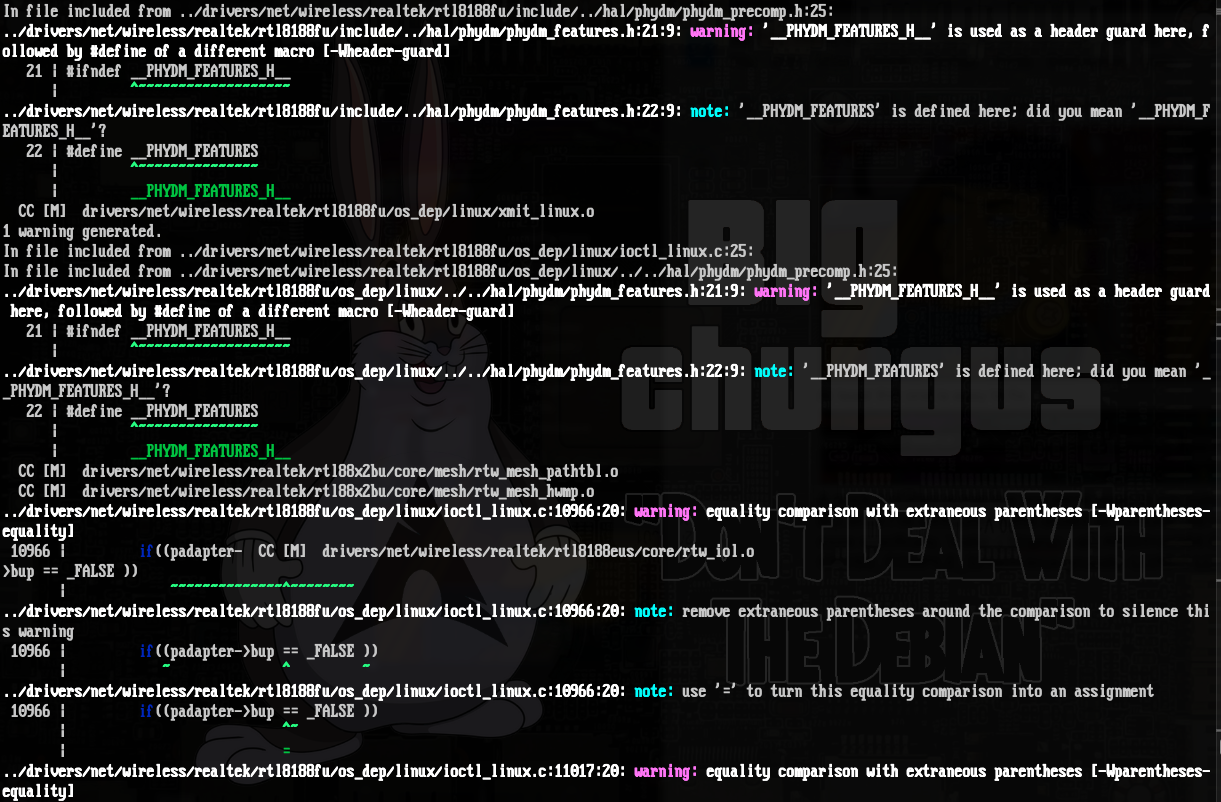 In file included from ../drivers/net/wireless/realtek/rtl8188fu/include/../hal/phydm/phydm_precomp.h:25:
../drivers/net/wireless/realtek/rtl8188fu/include/../hal/phydm/phydm_features.h:21:9: warning: '__PHYDM_FEATURES_H__' is used as a header guard here, f
ollowed by #define of a different macro [-Wheader-guard]
   21 | #ifndef __PHYDM_FEATURES_H__
      |         ^~~~~~~~~~~~~~~~~~~~
../drivers/net/wireless/realtek/rtl8188fu/include/../hal/phydm/phydm_features.h:22:9: note: '__PHYDM_FEATURES' is defined here; did you mean '__PHYDM_F
EATURES_H__'?
   22 | #define __PHYDM_FEATURES
      |         ^~~~~~~~~~~~~~~~
      |         __PHYDM_FEATURES_H__
  CC [M]  drivers/net/wireless/realtek/rtl8188fu/os_dep/linux/xmit_linux.o
1 warning generated.
In file included from ../drivers/net/wireless/realtek/rtl8188fu/os_dep/linux/ioctl_linux.c:25:
In file included from ../drivers/net/wireless/realtek/rtl8188fu/os_dep/linux/../../hal/phydm/phydm_precomp.h:25:
../drivers/net/wireless/realtek/rtl8188fu/os_dep/linux/../../hal/phydm/phydm_features.h:21:9: warning: '__PHYDM_FEATURES_H__' is used as a header guard
 here, followed by #define of a different macro [-Wheader-guard]
   21 | #ifndef __PHYDM_FEATURES_H__
      |         ^~~~~~~~~~~~~~~~~~~~
../drivers/net/wireless/realtek/rtl8188fu/os_dep/linux/../../hal/phydm/phydm_features.h:22:9: note: '__PHYDM_FEATURES' is defined here; did you mean '_
_PHYDM_FEATURES_H__'?
   22 | #define __PHYDM_FEATURES
      |         ^~~~~~~~~~~~~~~~
      |         __PHYDM_FEATURES_H__
  CC [M]  drivers/net/wireless/realtek/rtl88x2bu/core/mesh/rtw_mesh_pathtbl.o
  CC [M]  drivers/net/wireless/realtek/rtl88x2bu/core/mesh/rtw_mesh_hwmp.o
../drivers/net/wireless/realtek/rtl8188fu/os_dep/linux/ioctl_linux.c:10966:20: warning: equality comparison with extraneous parentheses [-Wparentheses-
equality]
 10966 |         if((padapter-  CC [M]  drivers/net/wireless/realtek/rtl8188eus/core/rtw_iol.o
>bup == _FALSE ))
       |             ~~~~~~~~~~~~~~^~~~~~~~~
../drivers/net/wireless/realtek/rtl8188fu/os_dep/linux/ioctl_linux.c:10966:20: note: remove extraneous parentheses around the comparison to silence thi
s warning
 10966 |         if((padapter->bup == _FALSE ))
       |            ~              ^         ~
../drivers/net/wireless/realtek/rtl8188fu/os_dep/linux/ioctl_linux.c:10966:20: note: use '=' to turn this equality comparison into an assignment
 10966 |         if((padapter->bup == _FALSE ))
       |                           ^~
       |                           =
../drivers/net/wireless/realtek/rtl8188fu/os_dep/linux/ioctl_linux.c:11017:20: warning: equality comparison with extraneous parentheses [-Wparentheses-
equality]
Big
chungus
"Don't Deal With
The Debian"